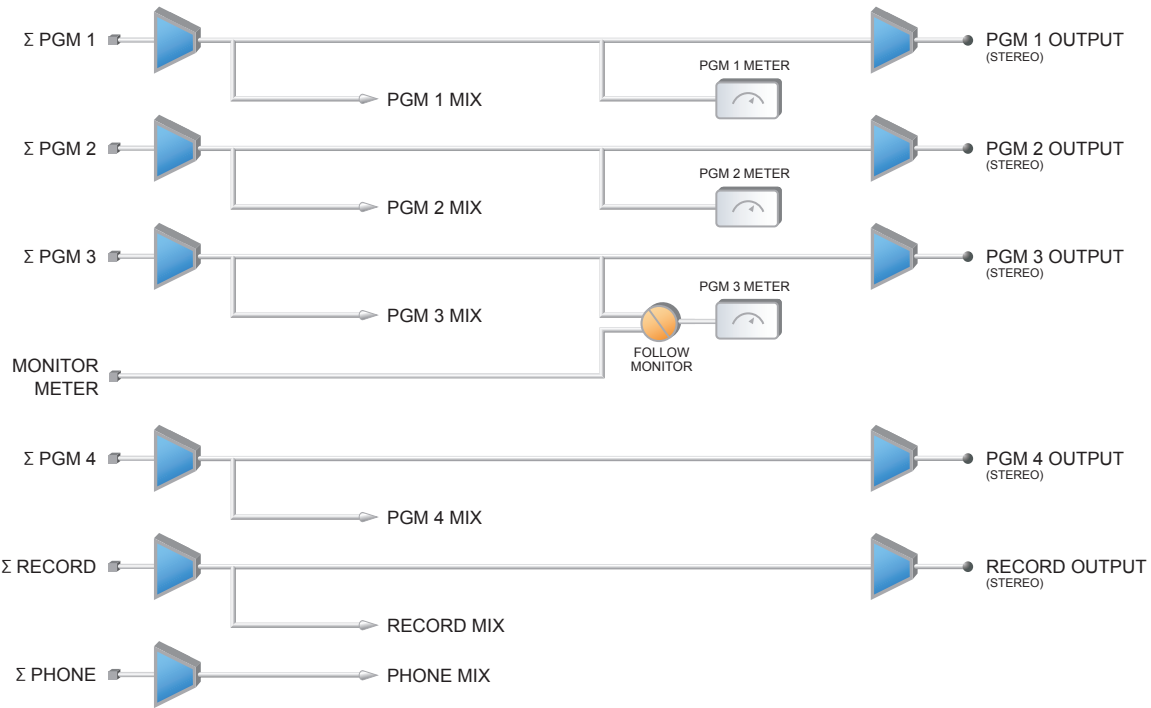 Σ PGM 1
PGM 1 OUTPUT
(STEREO)
PGM 1 METER
PGM 1 MIX
Σ PGM 2
PGM 2 OUTPUT
(STEREO)
PGM 2 METER
PGM 2 MIX
Σ PGM 3
PGM 3 OUTPUT
(STEREO)
PGM 3 METER
PGM 3 MIX
FOLLOW
MONITOR
MONITOR
METER
Σ PGM 4
PGM 4 OUTPUT
(STEREO)
PGM 4 MIX
Σ RECORD
RECORD OUTPUT
(STEREO)
RECORD MIX
Σ PHONE
PHONE MIX